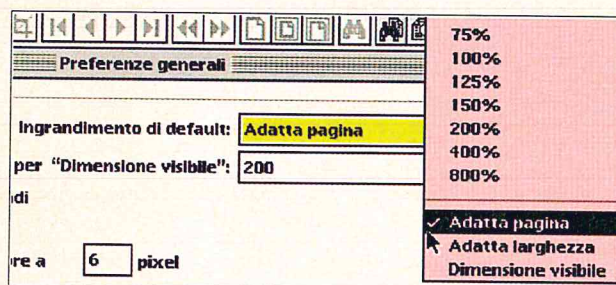 Preferenze generali
Ingrandimento di default: Adatta pagina
per "Dimensione visibile": 200
di
re a 6 pixel
75%
100%
125%
150%
200%
400%
800%
✓ Adatta pagina
Adatta larghezza
Dimensione visibile